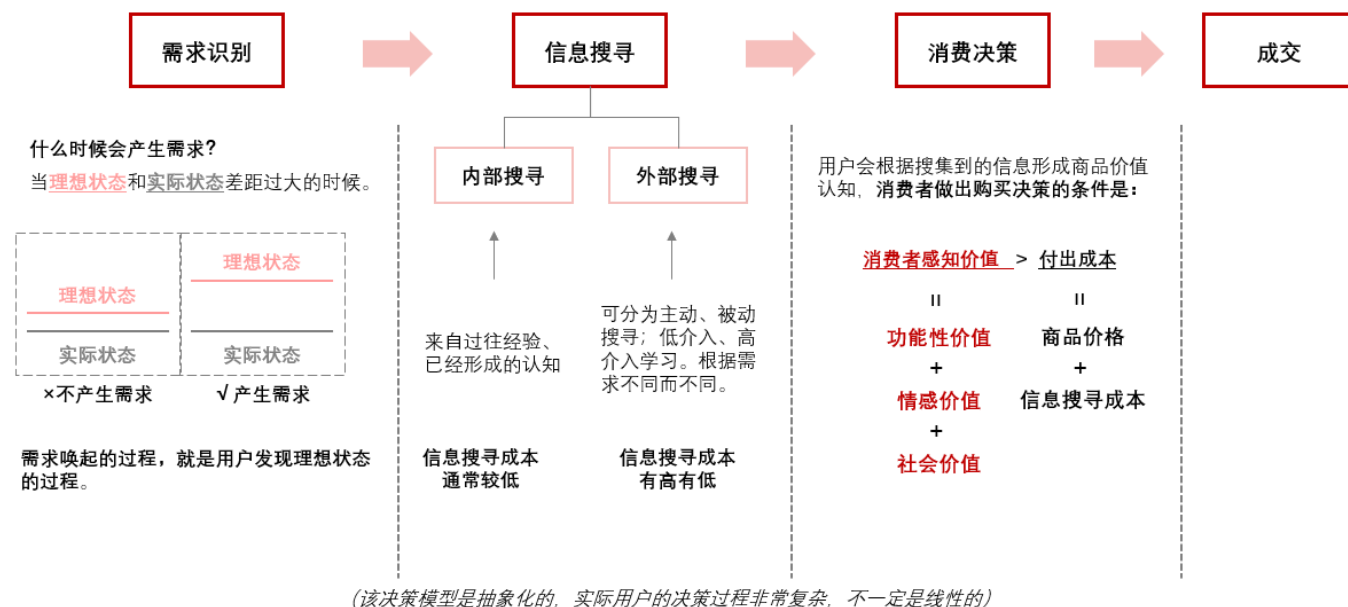 需求识别
信息搜寻
消费决策
成交
什么时候会产生需求?
当理想状态和实际状态差距过大的时候。
理想状态
理想状态
实际状态
实际状态
×不产生需求
√产生需求
需求唤起的过程，就是用户发现理想状态
的过程。
内部搜寻
外部搜寻
来自过往经验、
已经形成的认知
可分为主动、被动
搜寻；低介入、高
介入学习。根据需
求不同而不同。
信息搜寻成本
通常较低
信息搜寻成本
有高有低
用户会根据搜集到的信息形成商品价值
认知，消费者做出购买决策的条件是：
消费者感知价值 > 付出成本
=
=
功能性价值
商品价格
+
+
情感价值
信息搜寻成本
+
社会价值
（该决策模型是抽象化的，实际用户的决策过程非常复杂，不一定是线性的）